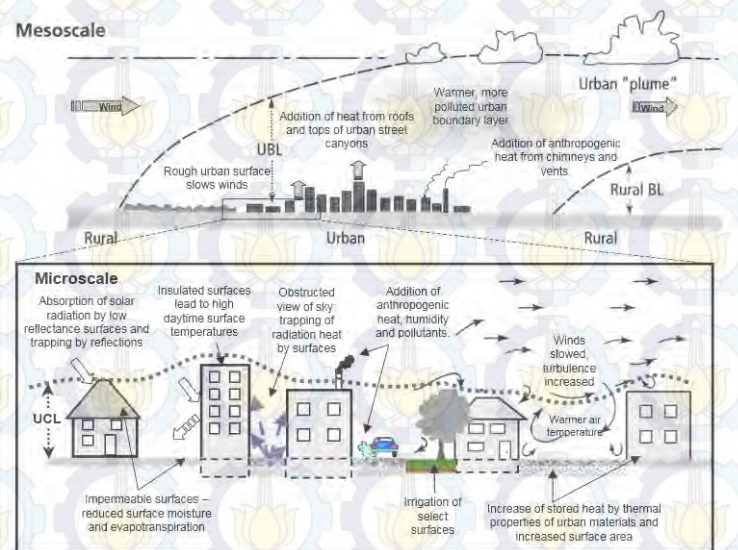 Mesoscale
Urban "plume"
Wind
Wind
Warmer, more
polluted urban
boundary layer
Addition of heat from roofs
and tops of urban street
canyons
UBL
Addition of anthropogenic
heat from chimneys and
vents.
Rough urban surface
slows winds
Rural BL
Rural
Urban
Rural
Microscale
Absorption of solar
radiation by low
reflectance surfaces and
trapping by reflections
Insulated surfaces
lead to high
daytime surface
temperatures
Obstructed
view of sky:
trapping of
radiation heat
by surfaces
Addition of
anthropogenic
heat, humidity
and pollutants.
Winds
slowed,
turbulence
increased
UCL
Warmer air
temperature
Impermeable surfaces –
reduced surface moisture
and evapotranspiration
Irrigation of
select
surfaces
Increase of stored heat by thermal
properties of urban materials and
increased surface area